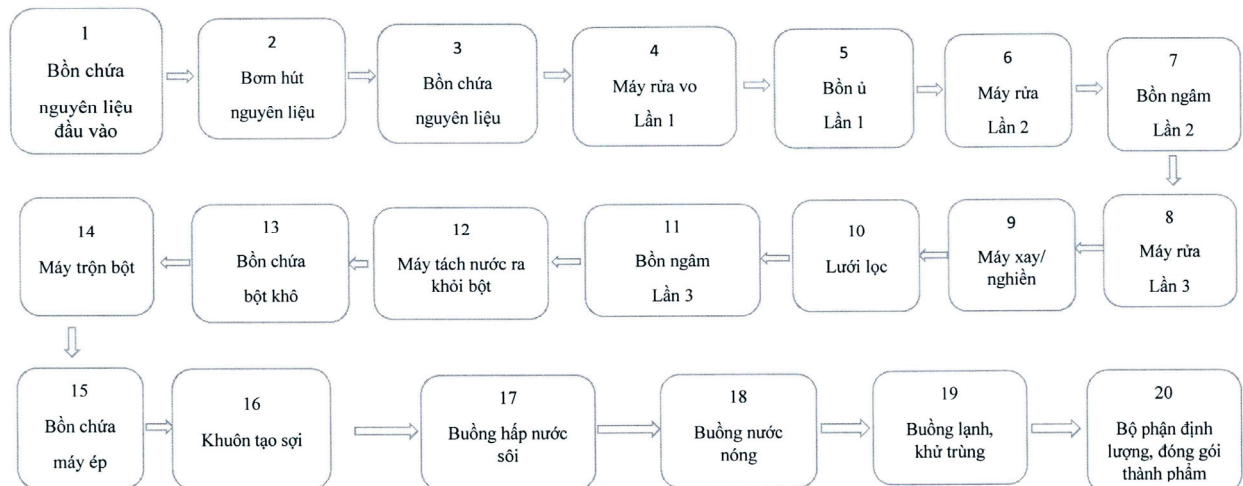 1
Bồn chứa
nguyên liệu
đầu vào
2
Bơm hút
nguyên liệu
3
Bồn chứa
nguyên liệu
4
Máy rửa vo
Lần 1
5
Bồn ủ
Lần 1
6
Máy rửa
Lần 2
7
Bồn ngâm
Lần 2
8
Máy rửa
Lần 3
9
Máy xay/
nghiền
10
Lưới lọc
11
Bồn ngâm
Lần 3
12
Máy tách nước ra
khỏi bột
13
Bồn chứa
bột khô
14
Máy trộn bột
15
Bồn chứa
máy ép
16
Khuôn tạo sợi
17
Buồng hấp nước
sôi
18
Buồng nước
nóng
19
Buồng lạnh,
khử trùng
20
Bộ phận định
lượng, đóng gói
thành phẩm